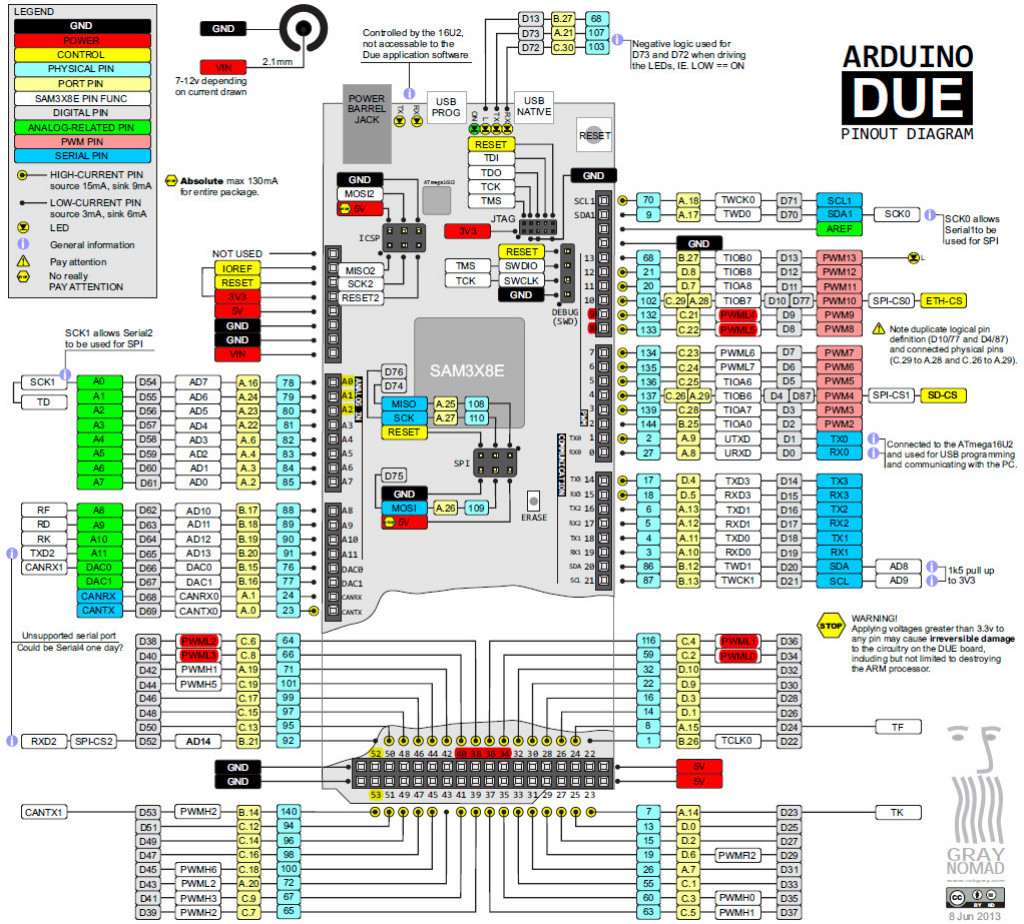 LEGEND
GND
POWER
CONTROL
PHYSICAL PIN
PORT PIN
SAM3X8E PIN FUNC
DIGITAL PIN
ANALOG-RELATED PIN
PWM PIN
SERIAL PIN
HIGH-CURRENT PIN
source 15mA, sink 9mA
LOW-CURRENT PIN
source 3mA, sink 6mA
LED
General information
Pay attention
No really
PAY ATTENTION
GND
VIN 2.1mm
7-12v depending
on current drawn
Absolute max 130mA
for entire package.
Controlled by the 16U2,
not accessable to the
Due application software
D13 B.27 68
D73 A.21 107
D72 C.30 103
Negative logic used for
D73 and D72 when driving
the LEDs, IE. LOW == ON
ARDUINO
DUE
PINOUT DIAGRAM
POWER
BARREL
JACK
TX
RX
USB
PROG
ON
L
TX
RX
USB
NATIVE
RESET
RESET
TDI
TDO
TCK
TMS
JTAG
3V3
GND
GND
MOSI2
5V
ATmega16U2
ICSP
MISO2
SCK2
RESET2
RESET
TMS SWDIO
TCK SWCLK
GND
DEBUG
(SWD)
NOT USED
IOREF
RESET
3V3
5V
GND
GND
VIN
SAM3X8E
D76
D74
MISO A.25 108
SCK A.27 110
RESET
SPI
D75
GND
MOSI A.26 109
5V
ERASE
SCK1 allows Serial2
to be used for SPI
SCK1 A0 D54 AD7 A.16 78 A0
TD A1 D55 AD6 A.24 79 A1
A2 D56 AD5 A.23 80 A2
A3 D57 AD4 A.22 81 A3
A4 D58 AD3 A.6 82 A4
A5 D59 AD2 A.4 83 A5
A6 D60 AD1 A.3 84 A6
A7 D61 AD0 A.2 85 A7
ANALOG IN
RF A8 D62 AD10 B.17 88 A8
RD A9 D63 AD11 B.18 89 A9
RK A10 D64 AD12 B.19 90 A10
TXD2 A11 D65 AD13 B.20 91 A11
CANRX1 DAC0 D66 DAC0 B.15 76 DAC0
DAC1 D67 DAC1 B.16 77 DAC1
CANRX D68 CANRX0 A.1 24 CANRX
CANTX D69 CANTX0 A.0 23 CANTX
SCL1 70 A.18 TWCK0 D71 SCL1
SDA1 9 A.17 TWD0 D70 SDA1 SCK0
AREF
GND
SCK0 allows
Serial1to be
used for SPI
13 68 B.27 TIOB0 D13 PWM13 L
12 21 D.8 TIOB8 D12 PWM12
11 20 D.7 TIOA8 D11 PWM11
10 102 C.29 A.28 TIOB7 D10 D77 PWM10 SPI-CS0 ETH-CS
9 132 C.21 PWML4 D9 PWM9
8 133 C.22 PWML5 D8 PWM8
Note duplicate logical pin
definition (D10/77 and D4/87)
and connected physical pins
(C.29 to A.28 and C.26 to A.29).
PWM
7 134 C.23 PWML6 D7 PWM7
6 135 C.24 PWML7 D6 PWM6
5 136 C.25 TIOA6 D5 PWM5
4 137 C.26 A.29 TIOB6 D4 D87 PWM4 SPI-CS1 SD-CS
3 139 C.28 TIOA7 D3 PWM3
2 144 B.25 TIOA0 D2 PWM2
TX0 1 2 A.9 UTXD D1 TX0
RX0 0 27 A.8 URXD D0 RX0
Connected to the ATmega16U2
and used for USB programming
and communicating with the PC.
COMMUNICATION
TX0 14 17 D.4 TXD3 D14 TX3
RX0 15 18 D.5 RXD3 D15 RX3
TX2 16 6 A.13 TXD1 D16 TX2
RX2 17 5 A.12 RXD1 D17 RX2
TX1 18 4 A.11 TXD0 D18 TX1
RX1 19 3 A.10 RXD0 D19 RX1
SDA 20 86 B.12 TWD1 D20 SDA AD8
SCL 21 87 B.13 TWCK1 D21 SCL AD9
1k5 pull up
to 3V3
STOP
WARNING!
Applying voltages greater than 3.3v to
any pin may cause irreversible damage
to the circuitry on the DUE board,
including but not limited to destroying
the ARM processor.
Unsupported serial port
Could be Serial4 one day?
D38 PWML2 C.6 64
D40 PWML3 C.8 66
D42 PWMH1 A.19 71
D44 PWMH5 C.19 101
D46 C.17 99
D48 C.15 97
D50 C.13 95
RXD2 SPI-CS2 D52 AD14 B.21 92
116 C.4 PWML1 D36
59 C.2 PWML0 D34
32 D.10 D32
22 D.9 D30
16 D.3 D28
14 D.1 D26
8 A.15 D24 TF
1 B.26 TCLK0 D22
52 50 48 46 44 42 40 38 36 34 32 30 28 26 24 22
GND
GND
5V
5V
53 51 49 47 45 43 41 39 37 35 33 31 29 27 25 23
CANTX1 D53 PWMH2 B.14 140
D51 C.12 94
D49 C.14 96
D47 C.16 98
D45 PWMH6 C.18 100
D43 PWML2 A.20 72
D41 PWMH3 C.9 67
D39 PWMH2 C.7 65
7 A.14 D23 TK
13 D.0 D25
15 D.2 D27
19 D.6 PWMFI2 D29
26 A.7 D31
55 C.1 D33
60 C.3 PWMH0 D35
63 C.5 PWMH1 D37
GRAY
NOMAD
cc BY ND
8 Jun 2013